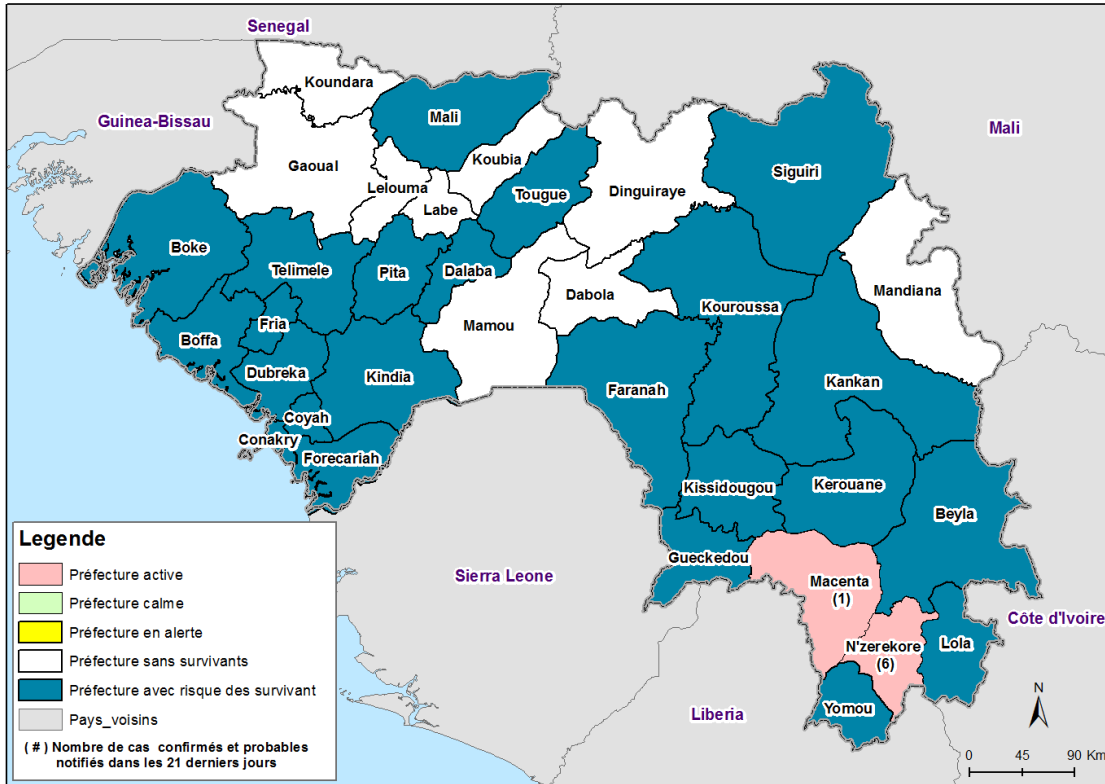 Senegal
Koundara
Mali
Guinea-Bissau
Mali
Koubia
Gaoual
Lelouma
Siguiri
Tougue
Dinguiraye
Labe
Boke
Telimele
Pita
Dalaba
Mandiana
Dabola
Kouroussa
Fria
Mamou
Boffa
Dubreka
Kindia
Faranah
Kankan
Coyah
Conakry
Forecariah
Kissidougou
Kerouane
Beyla
Gueckedou
Sierra Leone
Macenta
(1)
Côte d'Ivoire
N'zerekore
(6)
Lola
Yomou
Liberia
Legende
Préfecture active
Préfecture calme
Préfecture en alerte
Préfecture sans survivants
Préfecture avec risque des survivant
Pays_voisins
( # ) Nombre de cas confirmés et probables
notifiés dans les 21 derniers jours
N
0 45 90 Km